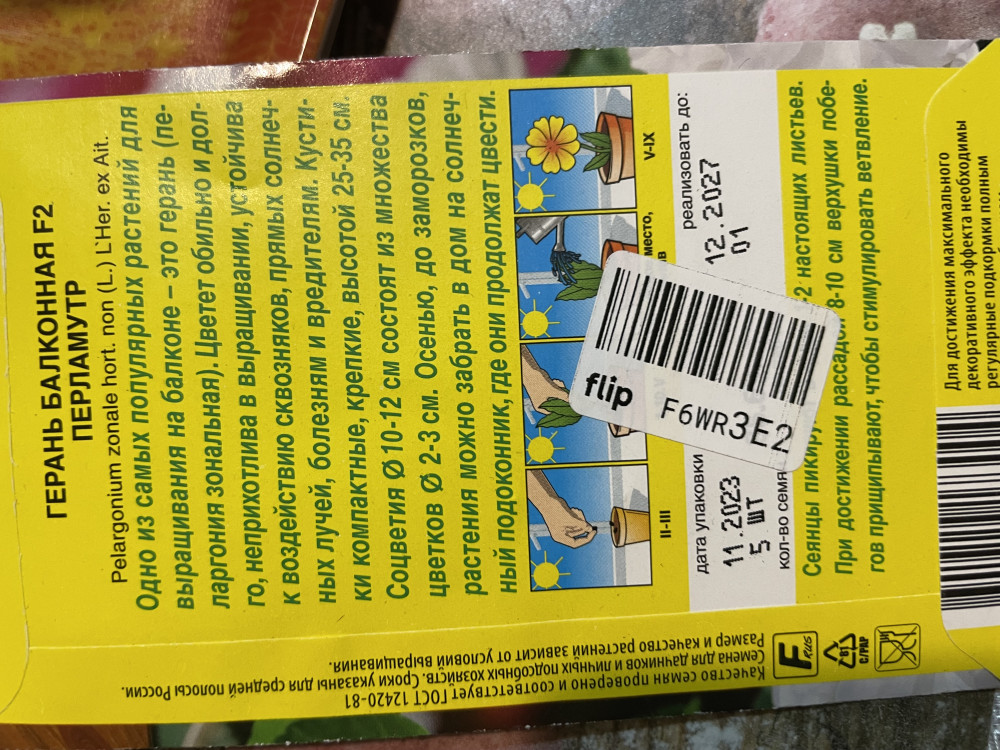 ГЕРАНЬ БАЛКОННАЯ F2
ПЕРЛАМУТР
Pelargonium zonale hort. non (L.) L`Her. ex Ait.
Одно из самых популярных растений для
выращивания на балконе – это герань (пе-
ларгония зональная). Цветет обильно и дол-
го, неприхотлива в выращивании, устойчива
к воздействию сквозняков, прямых солнеч-
ных лучей, болезням и вредителям. Кусти-
ки компактные, крепкие, высотой 25-35 см.
Соцветия Ø 10-12 см состоят из множества
цветков Ø 2-3 см. Осенью, до заморозков,
растения можно забрать в дом на солнеч-
ный подоконник, где они продолжат цвести.
II-III
место,
в
V-IX
flip
F6WR3E2
дата упаковки
11.2023
5 ШТ
кол-во семя
реализовать до:
12.2027
01
Сеянцы пикиру -2 настоящих листьев.
При достижении рассадой 8-10 см верхушки побе-
гов прищипывают, чтобы стимулировать ветвление.
Для достижения максимального
декоративного эффекта необходимы
регулярные подкормки полным
Качество семян проверено и соответствует ГОСТ 12420-81
Размер и качество растений зависит от условий выращивания.
Семена для дачников и личных подсобных хозяйств. Сроки указаны для средней полосы России.
F RUS
81
C/PAP